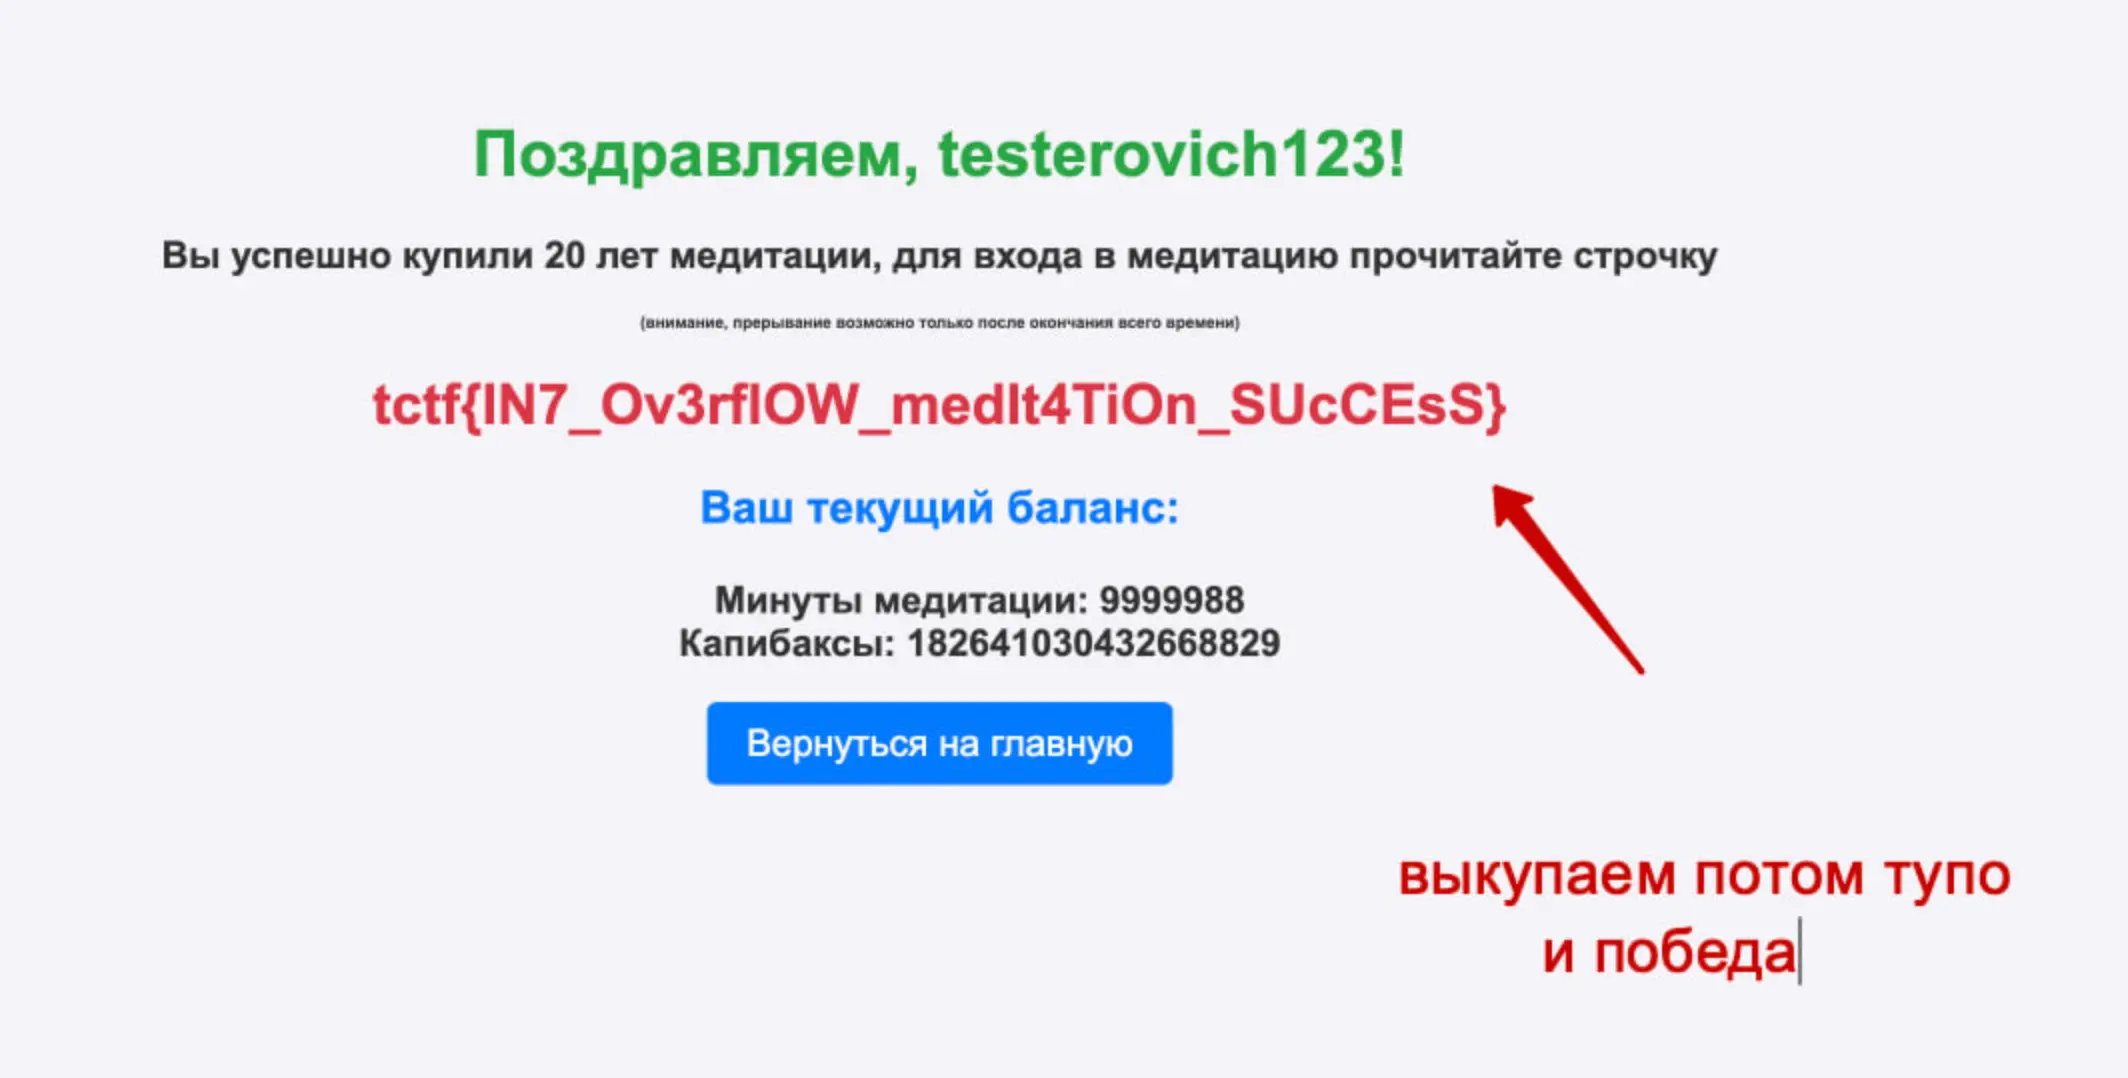 Поздравляем, testerovich123!
Вы успешно купили 20 лет медитации, для входа в медитацию прочитайте строчку
(внимание, прерывание возможно только после окончания всего времени)
tctf{IN7_Ov3rflOW_medIt4TiOn_SUcCEsS}
Ваш текущий баланс:
Минуты медитации: 9999988
Капибаксы: 182641030432668829
Вернуться на главную
выкупаем потом тупо
и победа